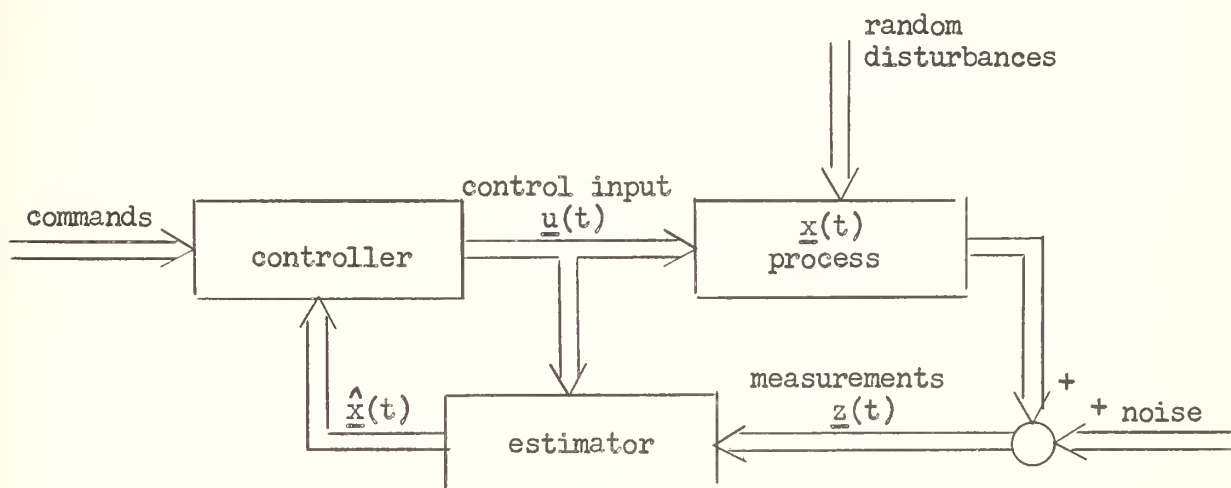 random
disturbances
commands
controller
control input
u(t)
x(t)
process
x̂(t)
estimator
measurements
z(t)
+
+ noise